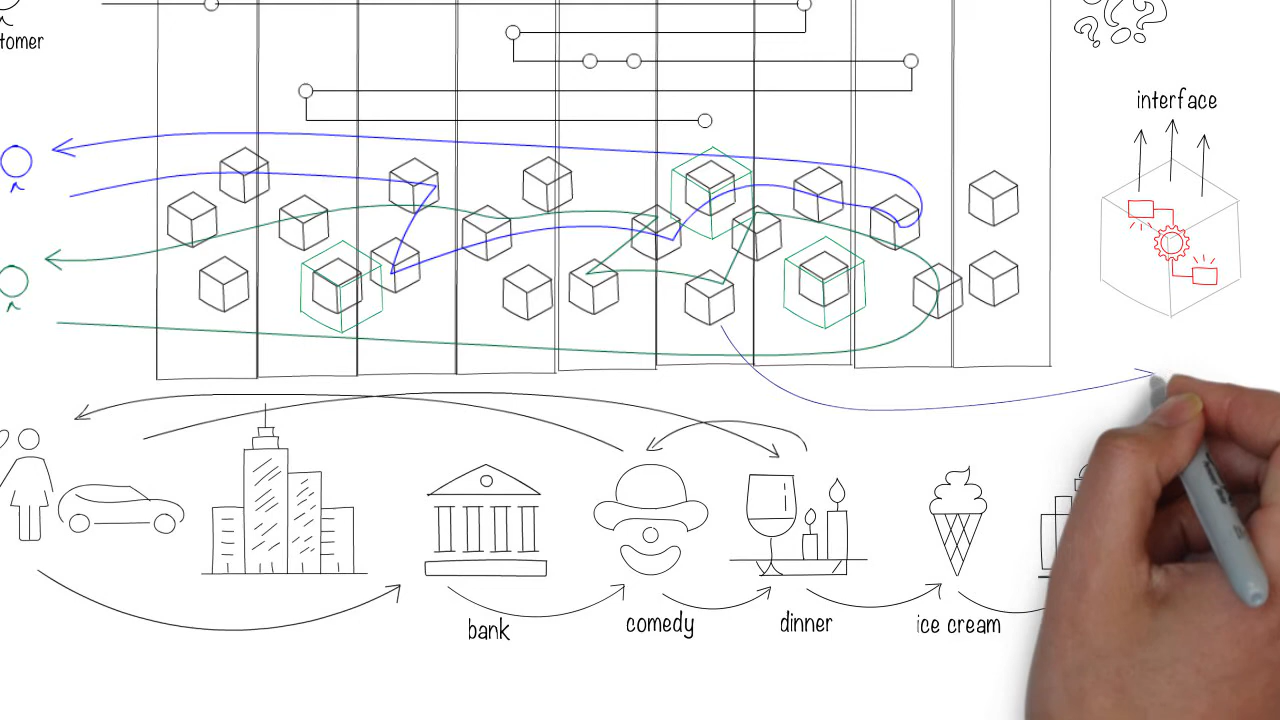 tomer
interface
bank
comedy
dinner
ice cream